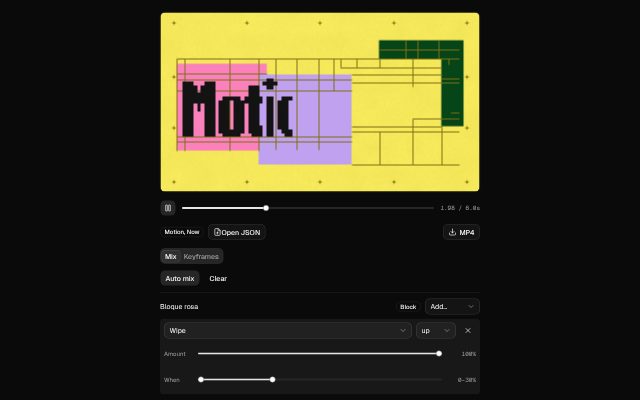 Motic
1.98 / 6.0s
Motion, Now
Open JSON
MP4
Mix
Keyframes
Auto mix
Clear
Bloque rosa
Block
Add…
Wipe
up
Amount
100%
When
0–30%